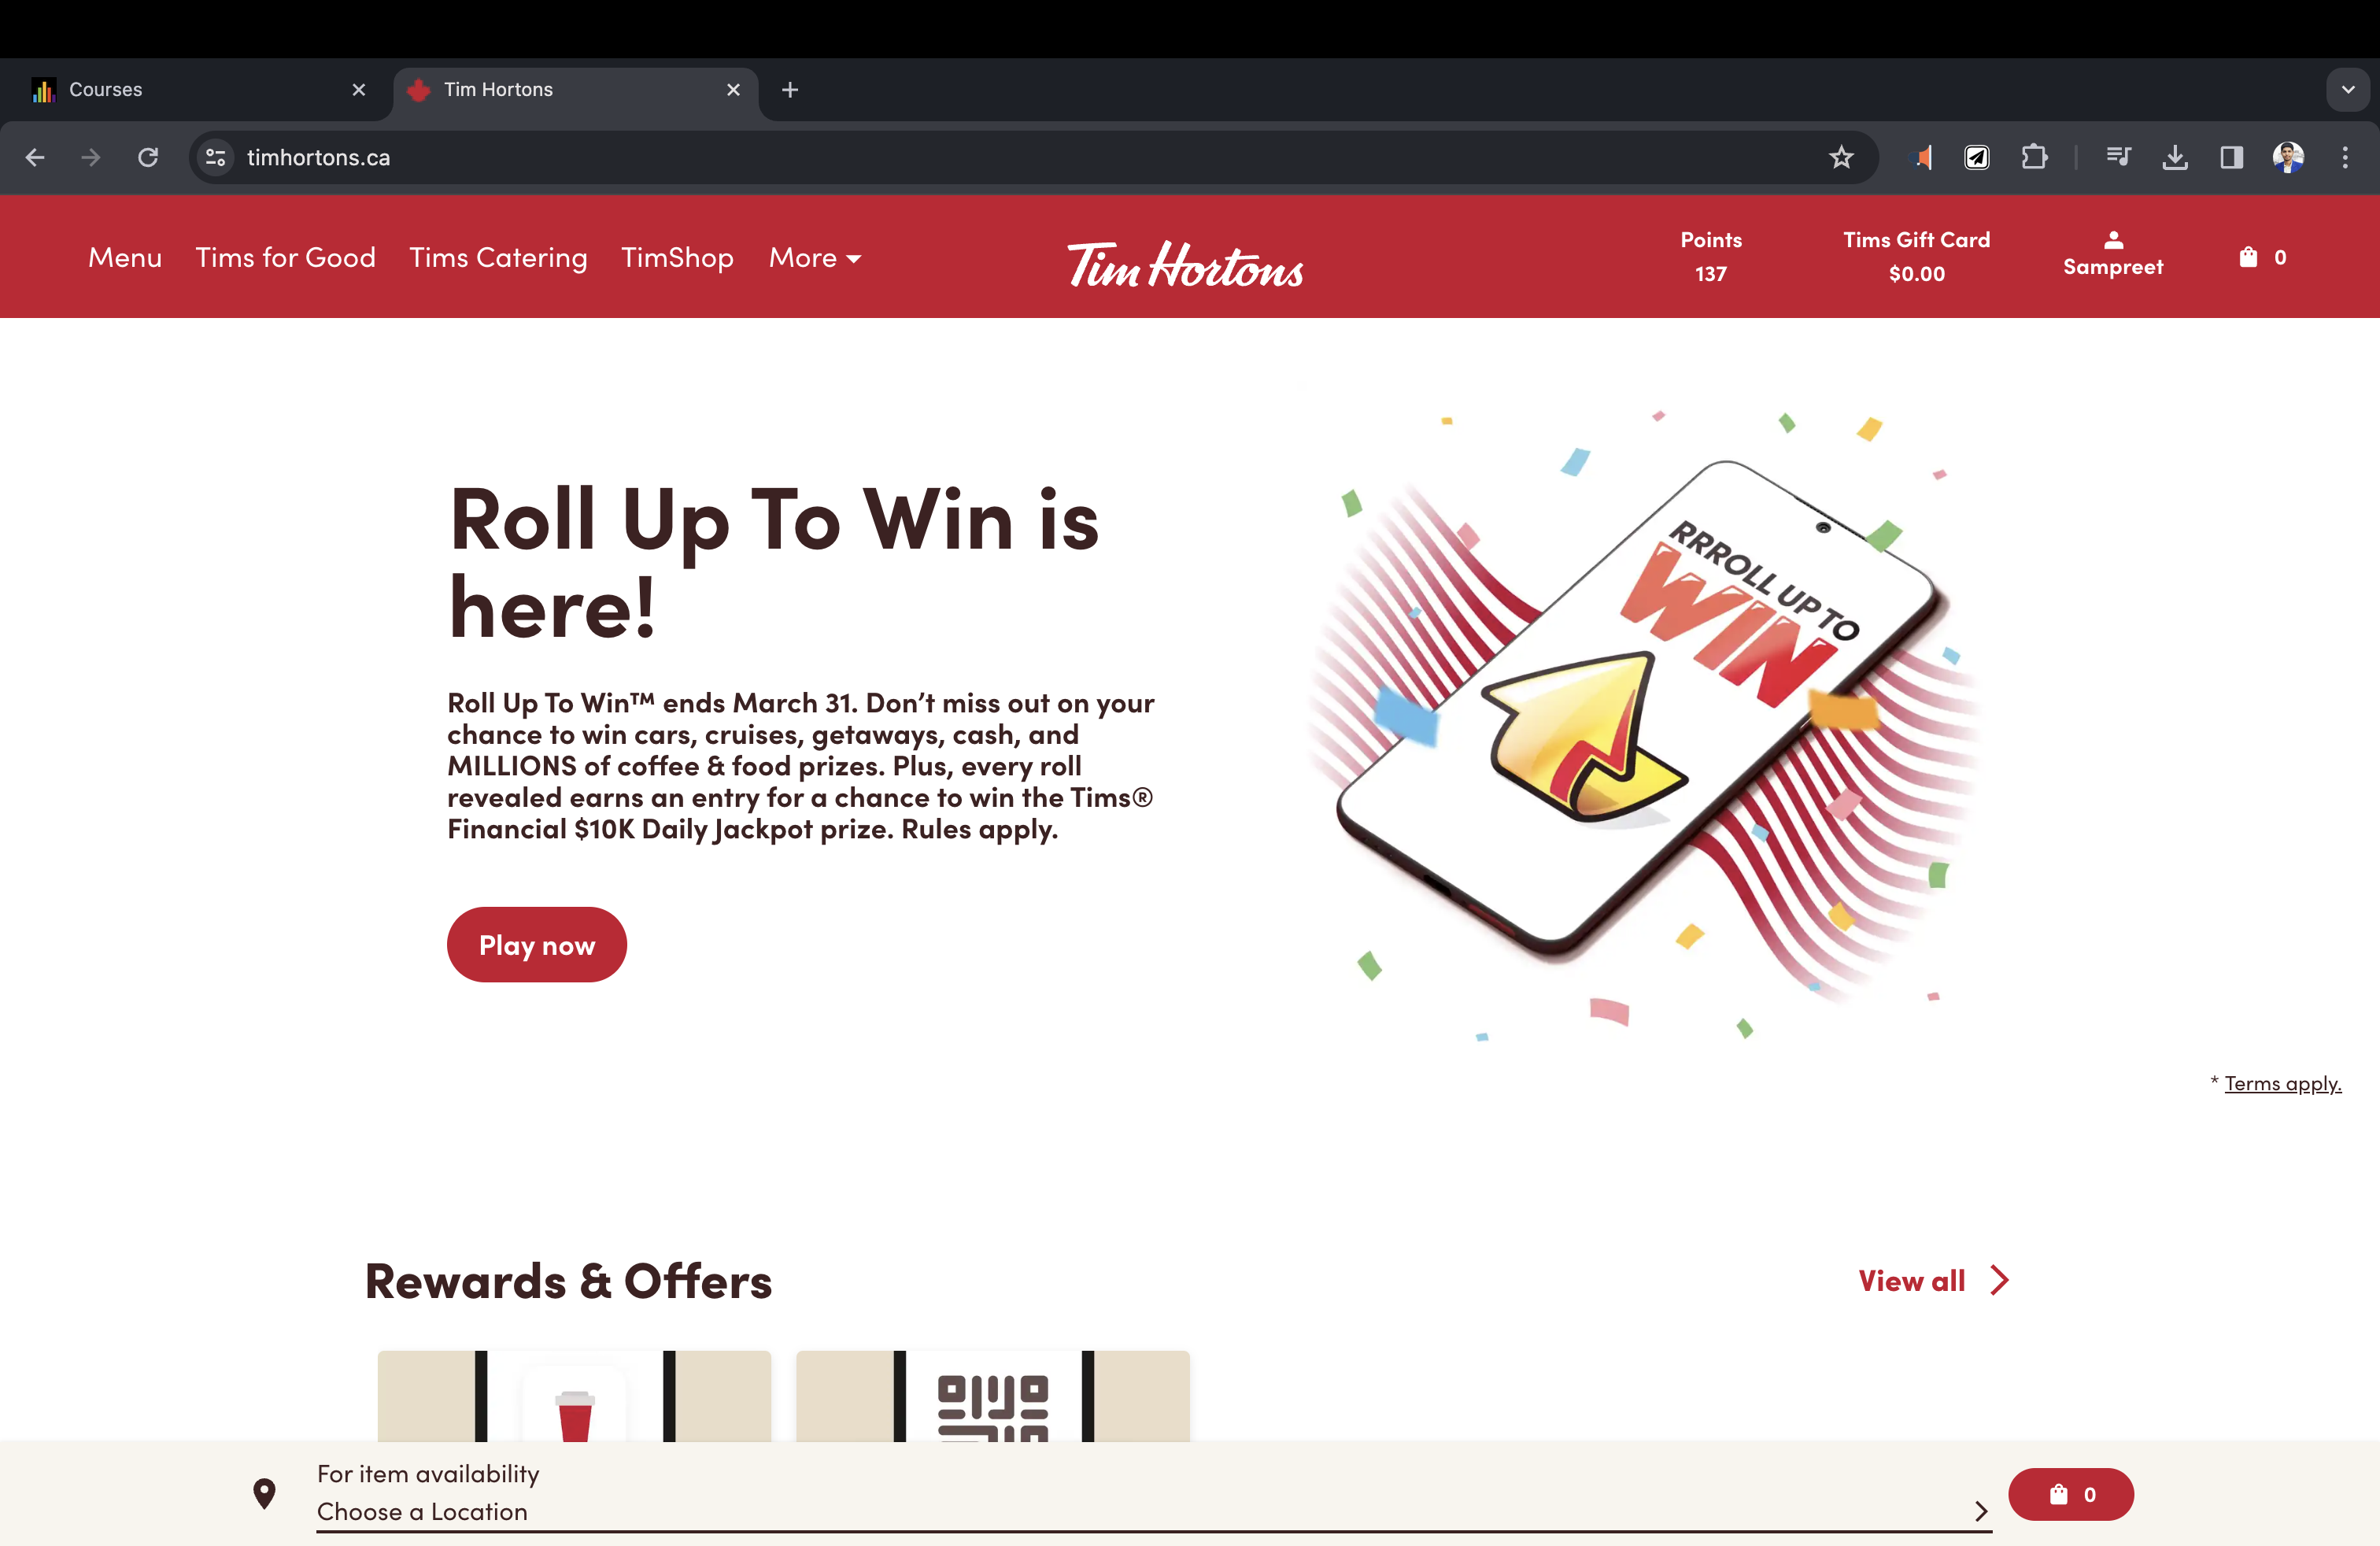 Courses
Tim Hortons
timhortons.ca
Menu
Tims for Good
Tims Catering
TimShop
More
Tim Hortons
Points
137
Tims Gift Card
$0.00
Sampreet
0
Roll Up To Win is
here!
Roll Up To Win™ ends March 31. Don’t miss out on your
chance to win cars, cruises, getaways, cash, and
MILLIONS of coffee & food prizes. Plus, every roll
revealed earns an entry for a chance to win the Tims®
Financial $10K Daily Jackpot prize. Rules apply.
Play now
RRROLL UP TO
WIN
* Terms apply.
Rewards & Offers
View all
For item availability
Choose a Location
0